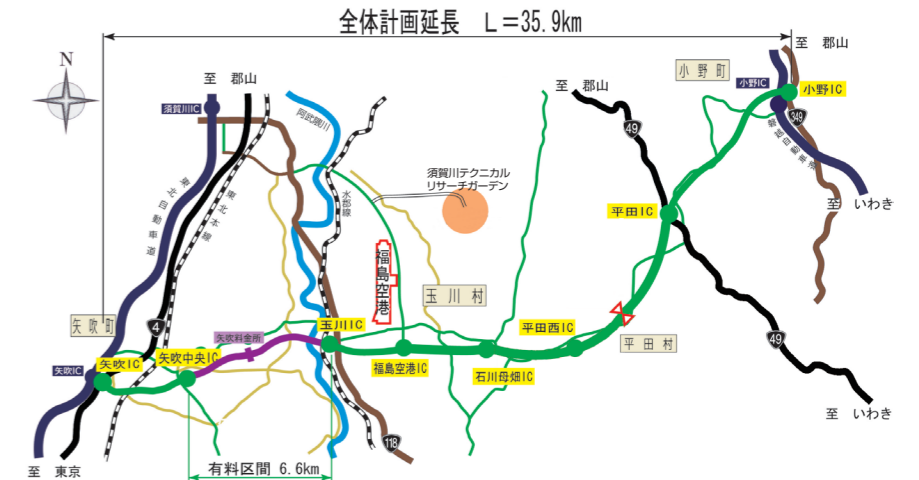 全体計画延長 L＝35.9km
N
至 郡山
須賀川IC
東北自動車道
東北本線
阿武隈川
水郡線
須賀川テクニカル
リサーチガーデン
福島空港
玉川村
至 郡山
49
小野町
至 郡山
小野IC
小野IC
349
磐越自動車道
至 いわき
平田IC
矢吹町
4
矢吹IC
矢吹IC
矢吹中央IC
矢吹料金所
玉川IC
福島空港IC
石川母畑IC
平田西IC
平田村
49
至 いわき
118
至 東京
有料区間 6.6km